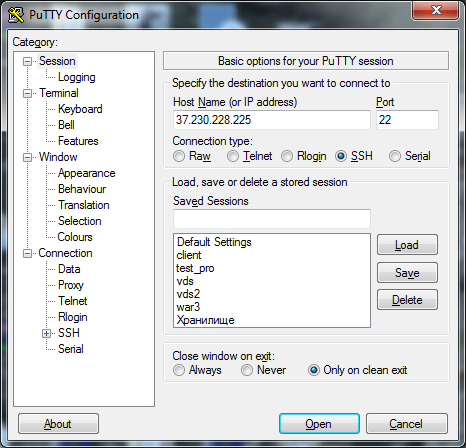 PuTTY Configuration
Category:
Session
Logging
Terminal
Keyboard
Bell
Features
Window
Appearance
Behaviour
Translation
Selection
Colours
Connection
Data
Proxy
Telnet
Rlogin
SSH
Serial
Basic options for your PuTTY session
Specify the destination you want to connect to
Host Name (or IP address) Port
37.230.228.225 22
Connection type:
Raw Telnet Rlogin SSH Serial
Load, save or delete a stored session
Saved Sessions
Default Settings
client
test_pro
vds
vds2
war3
Хранилище
Load
Save
Delete
Close window on exit:
Always Never Only on clean exit
About Open Cancel